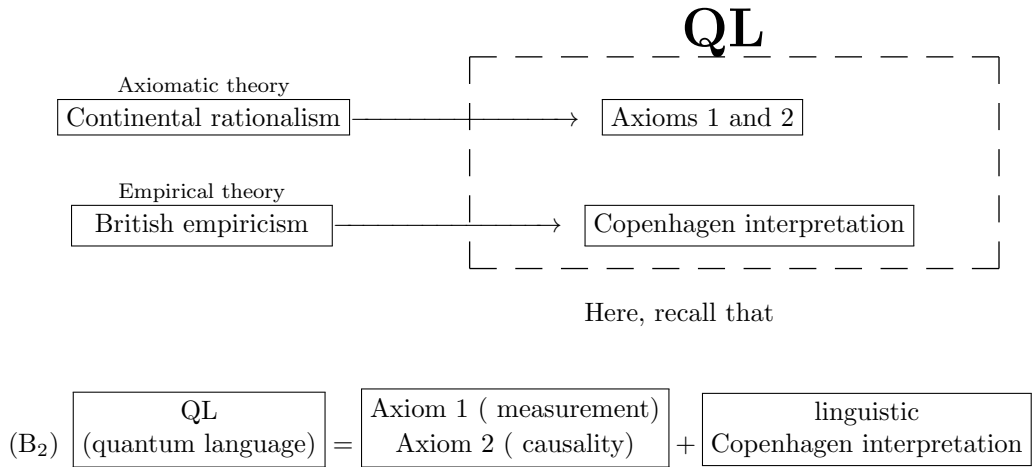 QL
Axiomatic theory
Continental rationalism
Axioms 1 and 2
Empirical theory
British empiricism
Copenhagen interpretation
Here, recall that
(B₂) QL (quantum language) = Axiom 1 ( measurement) Axiom 2 ( causality) + linguistic Copenhagen interpretation